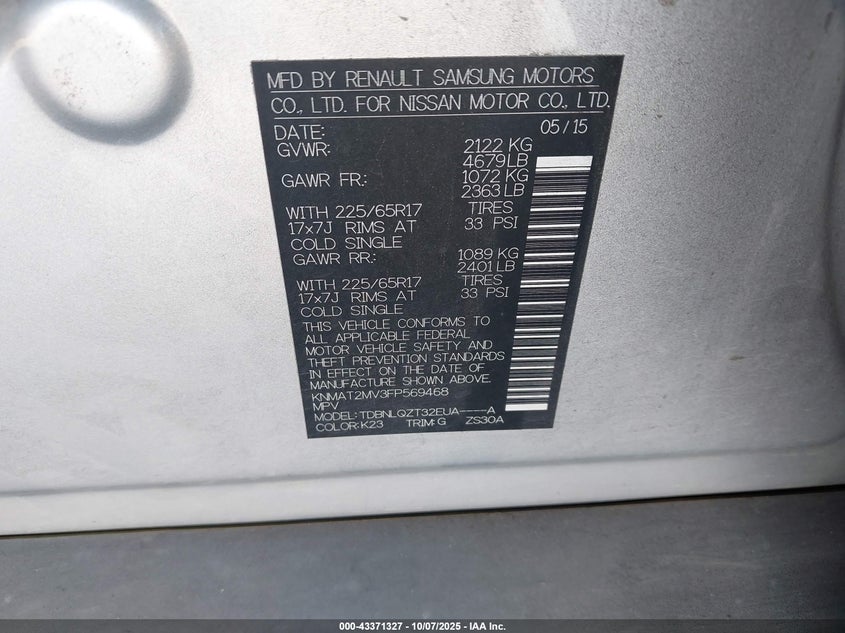 MFD BY RENAULT SAMSUNG MOTORS
CO., LTD. FOR NISSAN MOTOR CO., LTD.
DATE: 05/15
GVWR: 2122 KG
4679LB
GAWR FR.: 1072 KG
2363 LB
WITH 225/65R17 TIRES
17x7J RIMS AT 33 PSI
COLD SINGLE
GAWR RR.: 1089 KG
2401LB
WITH 225/65R17 TIRES
17x7J RIMS AT 33 PSI
COLD SINGLE
THIS VEHICLE CONFORMS TO
ALL APPLICABLE FEDERAL
MOTOR VEHICLE SAFETY AND
THEFT PREVENTION STANDARDS
IN EFFECT ON THE DATE OF
MANUFACTURE SHOWN ABOVE.
KNMAT2MV3FP569468
MPV
MODEL: TDBNLQZT32EUA----A
COLOR: K23 TRIM: G ZS30A
000-43371327 - 10/07/2025 - IAA Inc.